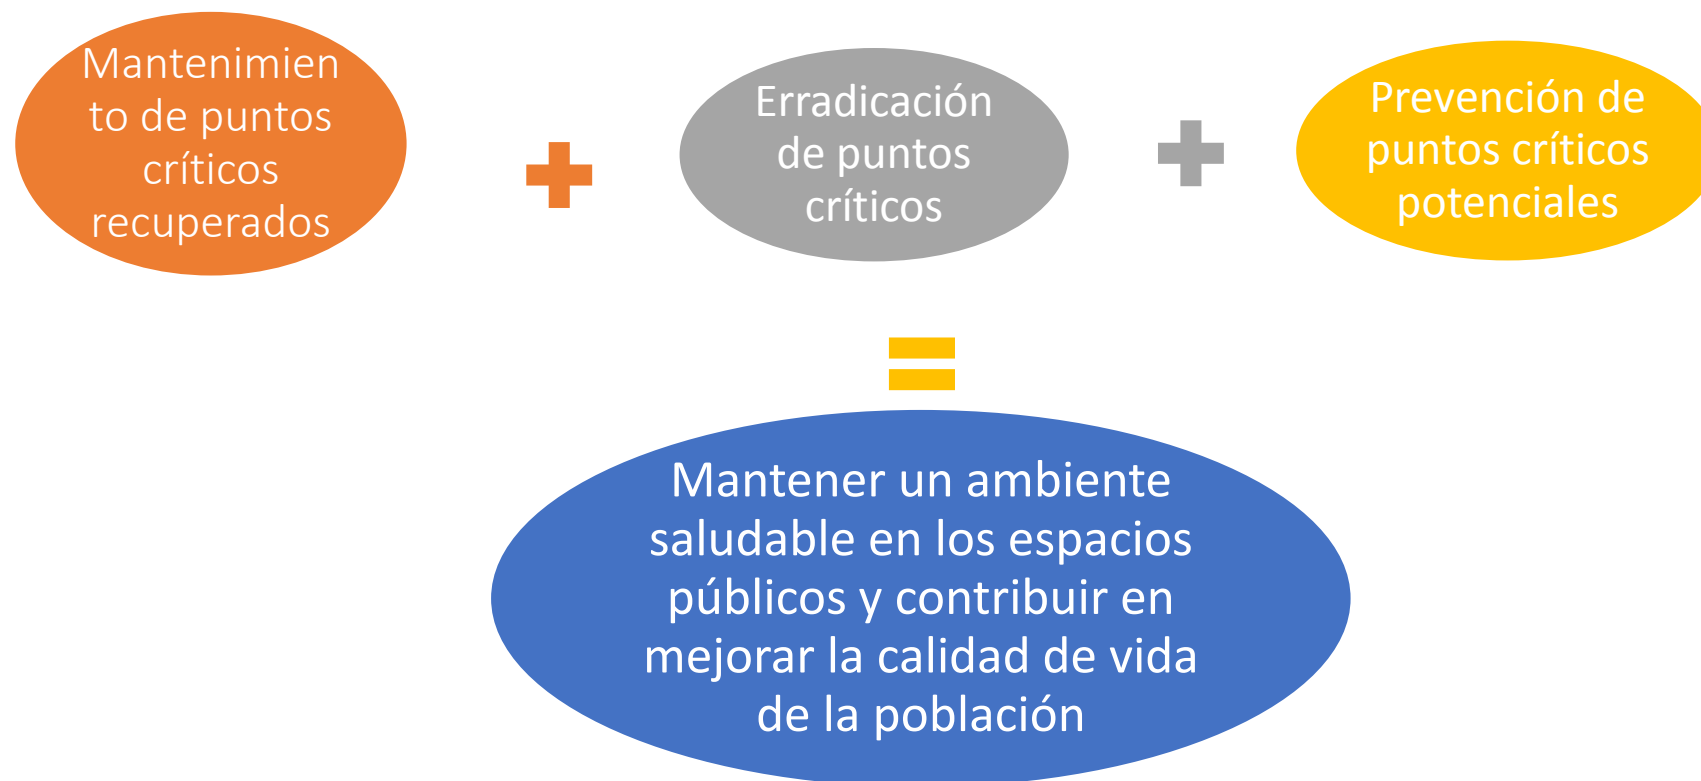 Mantenimien
to de puntos
críticos
recuperados
Erradicación
de puntos
críticos
Prevención de
puntos críticos
potenciales
Mantener un ambiente
saludable en los espacios
públicos y contribuir en
mejorar la calidad de vida
de la población